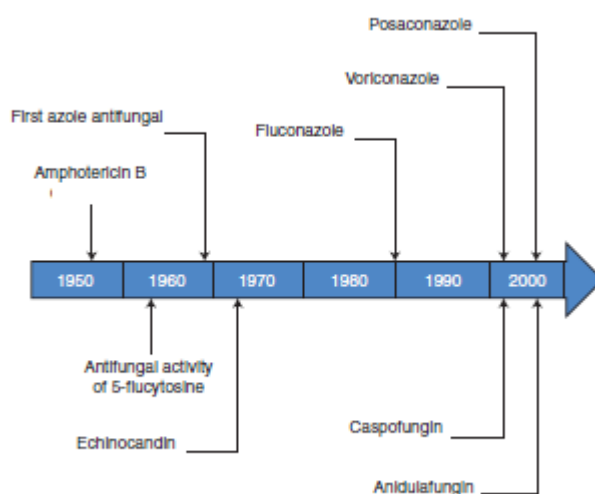 Posaconazole
Voriconazole
First azole antifungal
Fluconazole
Amphotericin B
1950 1960 1970 1980 1990 2000
Antifungal activity
of 5-flucytosine
Echinocandin
Caspofungin
Anidulafungin